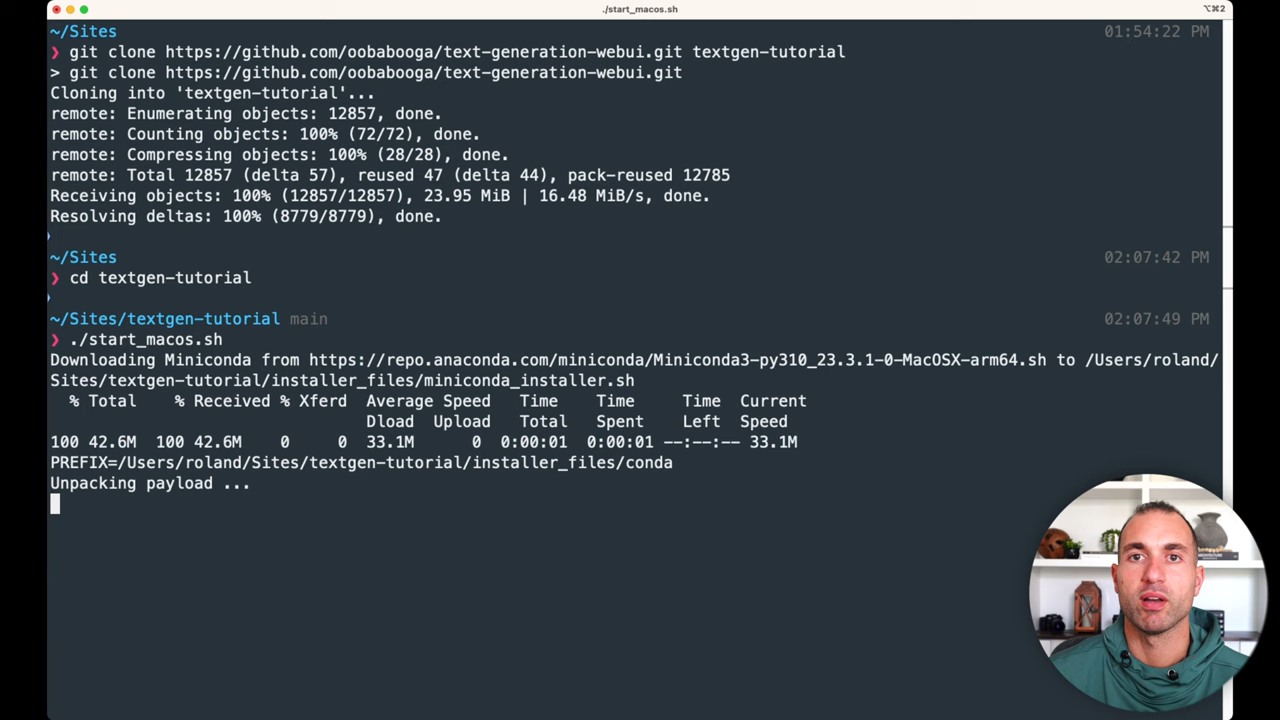 ./start_macos.sh
⌥⌘2
~/Sites 01:54:22 PM
❯ git clone https://github.com/oobabooga/text-generation-webui.git textgen-tutorial
> git clone https://github.com/oobabooga/text-generation-webui.git
Cloning into 'textgen-tutorial'...
remote: Enumerating objects: 12857, done.
remote: Counting objects: 100% (72/72), done.
remote: Compressing objects: 100% (28/28), done.
remote: Total 12857 (delta 57), reused 47 (delta 44), pack-reused 12785
Receiving objects: 100% (12857/12857), 23.95 MiB | 16.48 MiB/s, done.
Resolving deltas: 100% (8779/8779), done.
~/Sites 02:07:42 PM
❯ cd textgen-tutorial
~/Sites/textgen-tutorial main 02:07:49 PM
❯ ./start_macos.sh
Downloading Miniconda from https://repo.anaconda.com/miniconda/Miniconda3-py310_23.3.1-0-MacOSX-arm64.sh to /Users/roland/
Sites/textgen-tutorial/installer_files/miniconda_installer.sh
% Total % Received % Xferd Average Speed Time Time Time Current
Dload Upload Total Spent Left Speed
100 42.6M 100 42.6M 0 0 33.1M 0 0:00:01 0:00:01 --:--:-- 33.1M
PREFIX=/Users/roland/Sites/textgen-tutorial/installer_files/conda
Unpacking payload ...